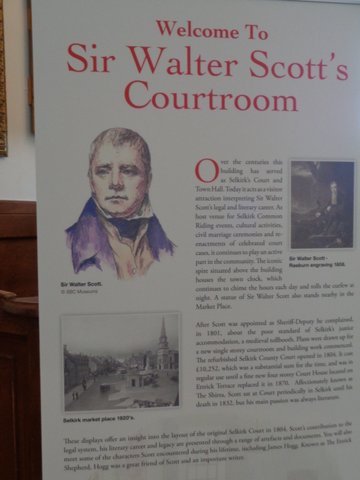 Welcome To
Sir Walter Scott's
Courtroom
Over the centuries this
building has served
as Selkirk's Court and
Town Hall. Today it acts as a visitor
attraction interpreting Sir Walter
Scott's legal and literary careers. As
host venue for Selkirk Common
Riding events, cultural activities,
civil marriage ceremonies and re-
enactments of celebrated court
cases, it continues to play an active
part in the community. The iconic
spire situated above the building
houses the town clock, which
continues to chime the hours each day and tolls the curfew at
night. A statue of Sir Walter Scott also stands nearby in the
Market Place.
Sir Walter Scott.
© SBC Museums
Sir Walter Scott -
Raeburn engraving 1808.
After Scott was appointed as Sheriff-Depute he complained,
in 1801, about the poor standard of Selkirk's justice
accommodation, a medieval tollbooth. Plans were drawn up for
a new single storey courtroom and building work commenced.
The refurbished Selkirk County Court opened in 1804. It cost
£10,252, which was a substantial sum for the time, and was in
regular use until a fine new four storey Court House located on
Ettrick Terrace replaced it in 1870. Affectionately known as
The Shirra, Scott sat at Court periodically in Selkirk until his
death in 1832, but his main passion was always literature.
Selkirk market place 1920's.
These displays offer an insight into the layout of the original Selkirk Court in 1804. Scott's contribution to the
legal system, his literary career and legacy are presented through a range of artefacts and documents. You will also
meet some of the characters Scott encountered during his lifetime, including James Hogg. Known as The Ettrick
Shepherd, Hogg was a great friend of Scott and an important writer.